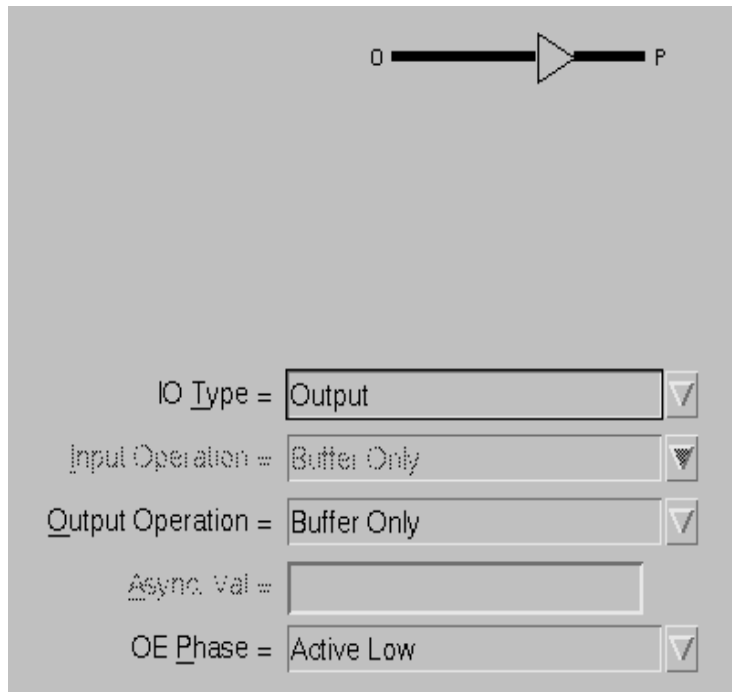 O P
IO Type = Output
Input Operation = Buffer Only
Output Operation = Buffer Only
Async. Val =
OE Phase = Active Low